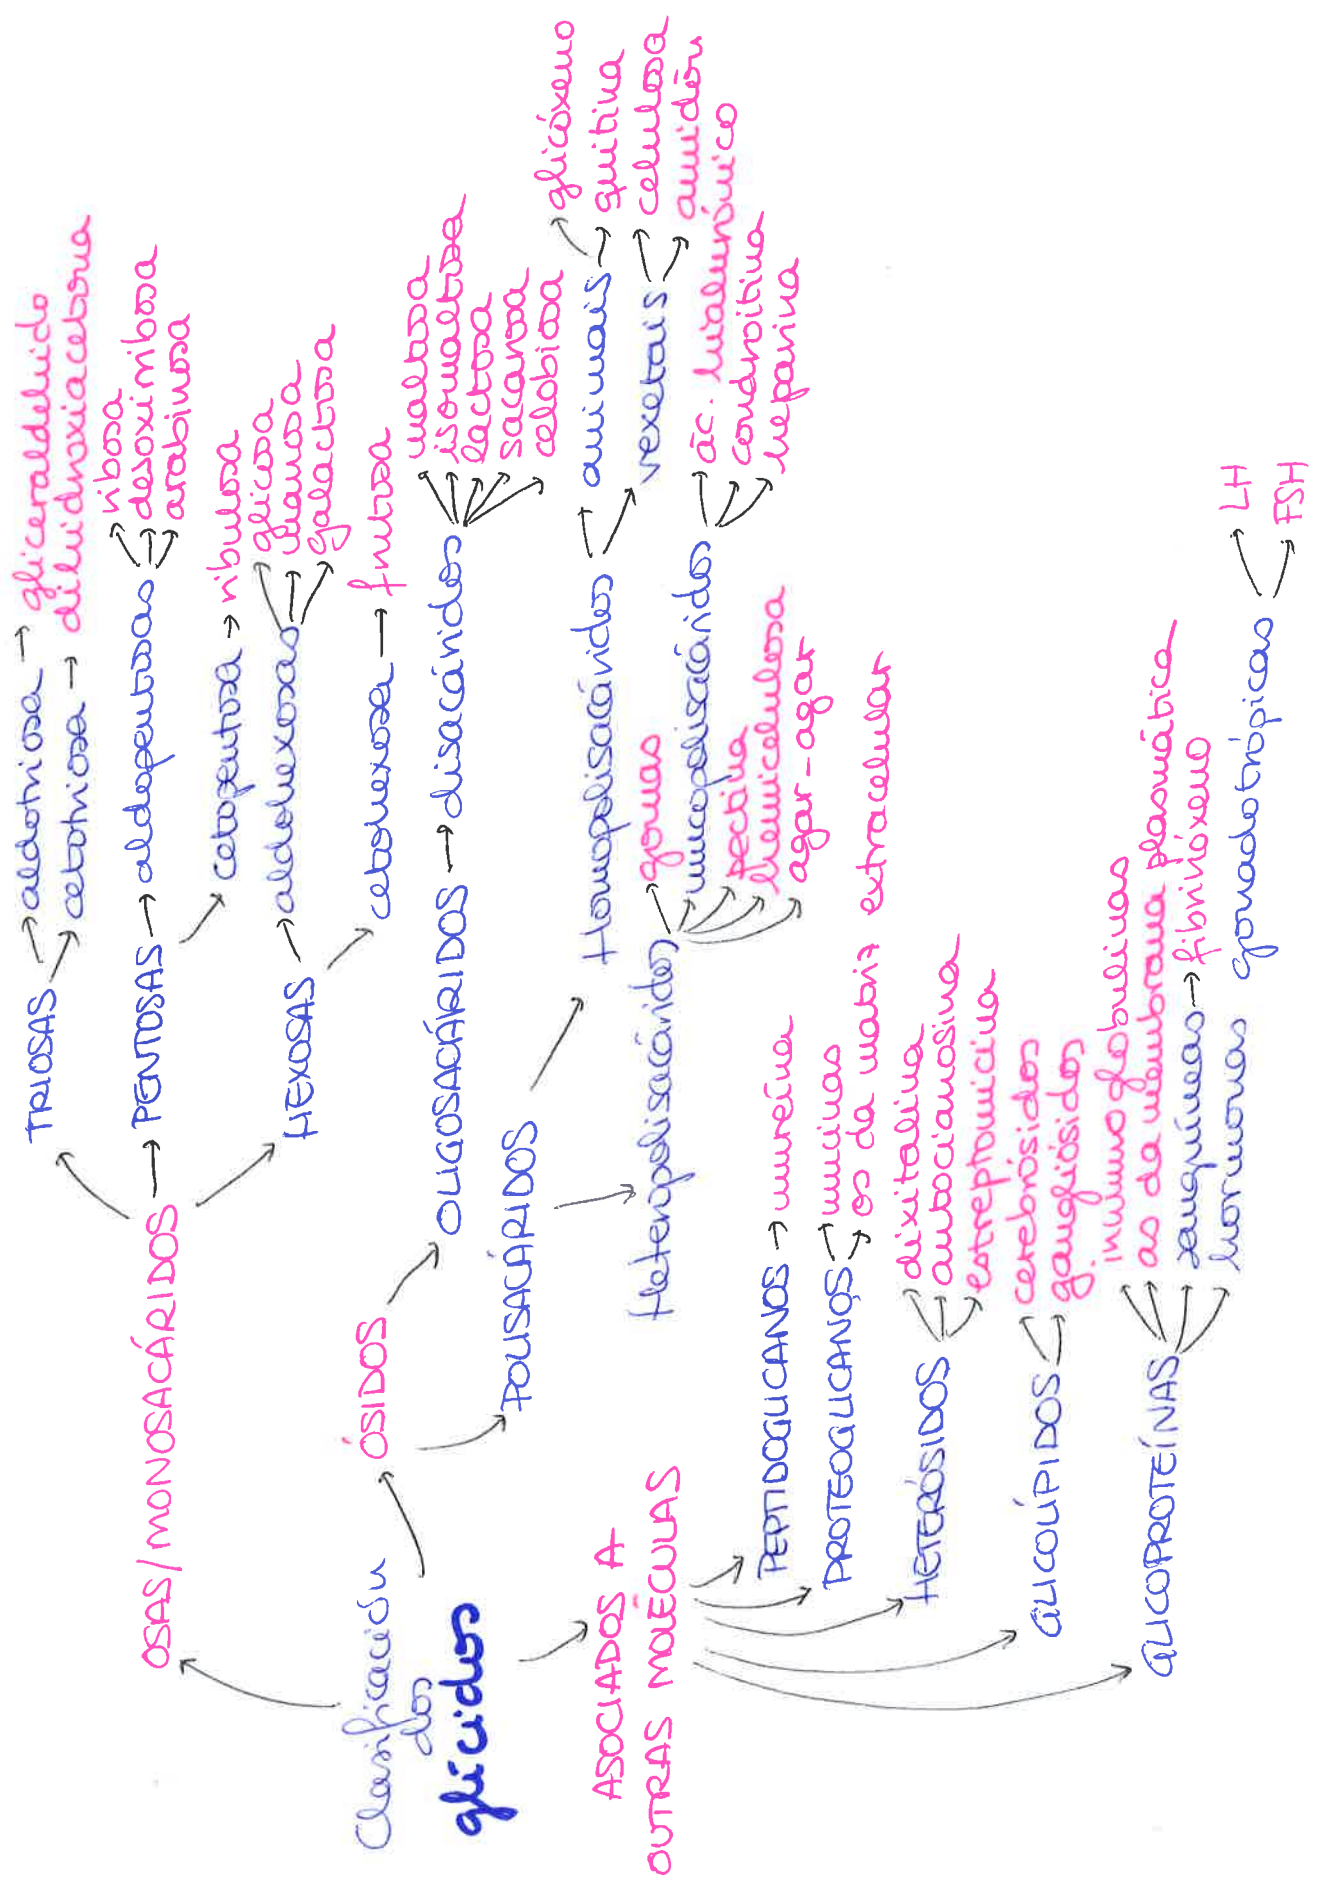 Clasificación
dos
glícidos
OSAS/MONOSACÁRIDOS
TRIOSAS
aldotriosa
gliceraldehido
cetotriosa
dihidroxiacetona
PENTOSAS
aldopentosas
ribosa
desoxirribosa
arabinosa
cetopentosa
ribulosa
HEXOSAS
aldohexosas
glicosa
manosa
galactosa
cetohexosa
frutosa
ÓSIDOS
OLIGOSACÁRIDOS
disacáridos
maltosa
isomaltosa
lactosa
sacarosa
celobiosa
POLISACÁRIDOS
Homopolisacáridos
animais
glicóxeno
quitina
vexetais
celulosa
amidón
Heteropolisacáridos
gomas
mucopolisacáridos
ác. hialurónico
condroitina
heparina
pectina
hemicelulosa
agar-agar
ASOCIADOS A
OUTRAS MOLÉCULAS
PEPTIDOGLICANOS
mureína
PROTEOGLICANOS
mucinas
os da matriz extracelular
HETERÓSIDOS
dixitalina
antocianosina
estreptomicina
GLICOLÍPIDOS
cerebrósidos
gangliósidos
GLICOPROTEÍNAS
inmunoglobulinas
as da membrana plasmática
sanguíneas
fibrinóxeno
hormonas gonadotrópicas
LH
FSH